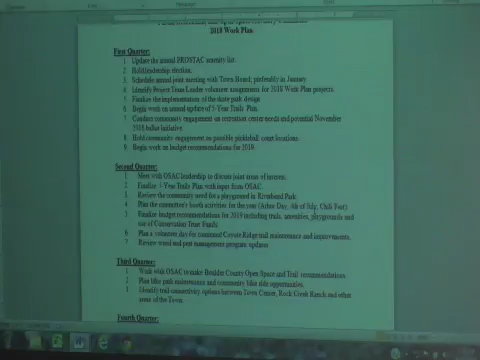 2018 Work Plan
First Quarter:
1. Update the annual PROSTAC maturity list.
2. Hold leadership election.
3. Schedule annual joint meeting with Town Board, preferably in January
4. Identify Project Team Leader volunteer assignments for 2018 Work Plan projects.
5. Finalize the implementation of the skate park design.
6. Begin work on annual update of 5-Year Trails Plan.
7. Conduct community engagement on recreation center needs and potential November
2018 ballot initiative
8. Hold community engagement on possible pickleball court locations.
9. Begin work on budget recommendations for 2019.
Second Quarter:
1. Meet with OSAC leadership to discuss joint areas of interest.
2. Finalize 5-Year Trails Plan with input from OSAC.
3. Review the community need for a playground in Riverbend Park.
4. Plan the committee's booth activities for the year (Arbor Day, 4th of July, Chili Fest)
5. Finalize budget recommendations for 2019 including trails, amenities, playgrounds and
use of Conservation Trust Funds.
6. Plan a volunteer day for continued Coyote Ridge trail maintenance and improvements.
7. Review weed and pest management program updates
Third Quarter:
1. Work with OSAC to make Boulder County Open Space and Trail recommendations.
2. Plan bike park maintenance and community bike ride opportunities.
3. Identify trail connectivity options between Town Center, Rock Creek Ranch and other
areas of the Town.
Fourth Quarter: